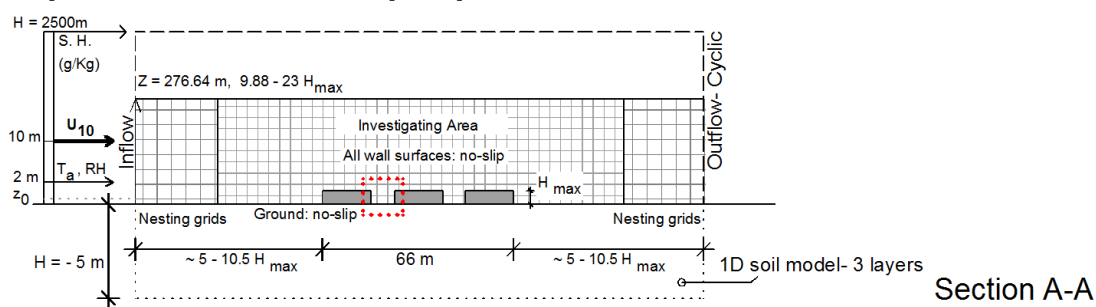 H = 2500m
S. H.
(g/Kg)
Z = 276.64 m, 9.88 - 23 Hmax
U10
10 m
Inflow
Investigating Area
Outflow- Cyclic
All wall surfaces: no-slip
Ta , RH
2 m
H max
z0
Nesting grids
Ground: no-slip
Nesting grids
~ 5 - 10.5 H max
66 m
~ 5 - 10.5 H max
H = - 5 m
1D soil model- 3 layers
Section A-A